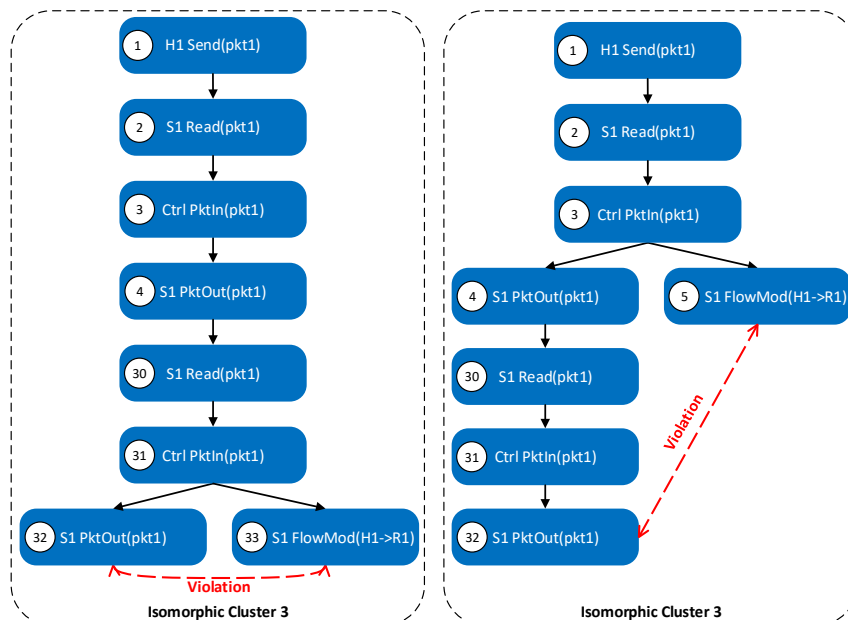 1 H1 Send(pkt1)
2 S1 Read(pkt1)
3 Ctrl PktIn(pkt1)
4 S1 PktOut(pkt1)
30 S1 Read(pkt1)
31 Ctrl PktIn(pkt1)
32 S1 PktOut(pkt1)
33 S1 FlowMod(H1->R1)
Violation
Isomorphic Cluster 3
1 H1 Send(pkt1)
2 S1 Read(pkt1)
3 Ctrl PktIn(pkt1)
4 S1 PktOut(pkt1)
5 S1 FlowMod(H1->R1)
30 S1 Read(pkt1)
Violation
31 Ctrl PktIn(pkt1)
32 S1 PktOut(pkt1)
Isomorphic Cluster 3